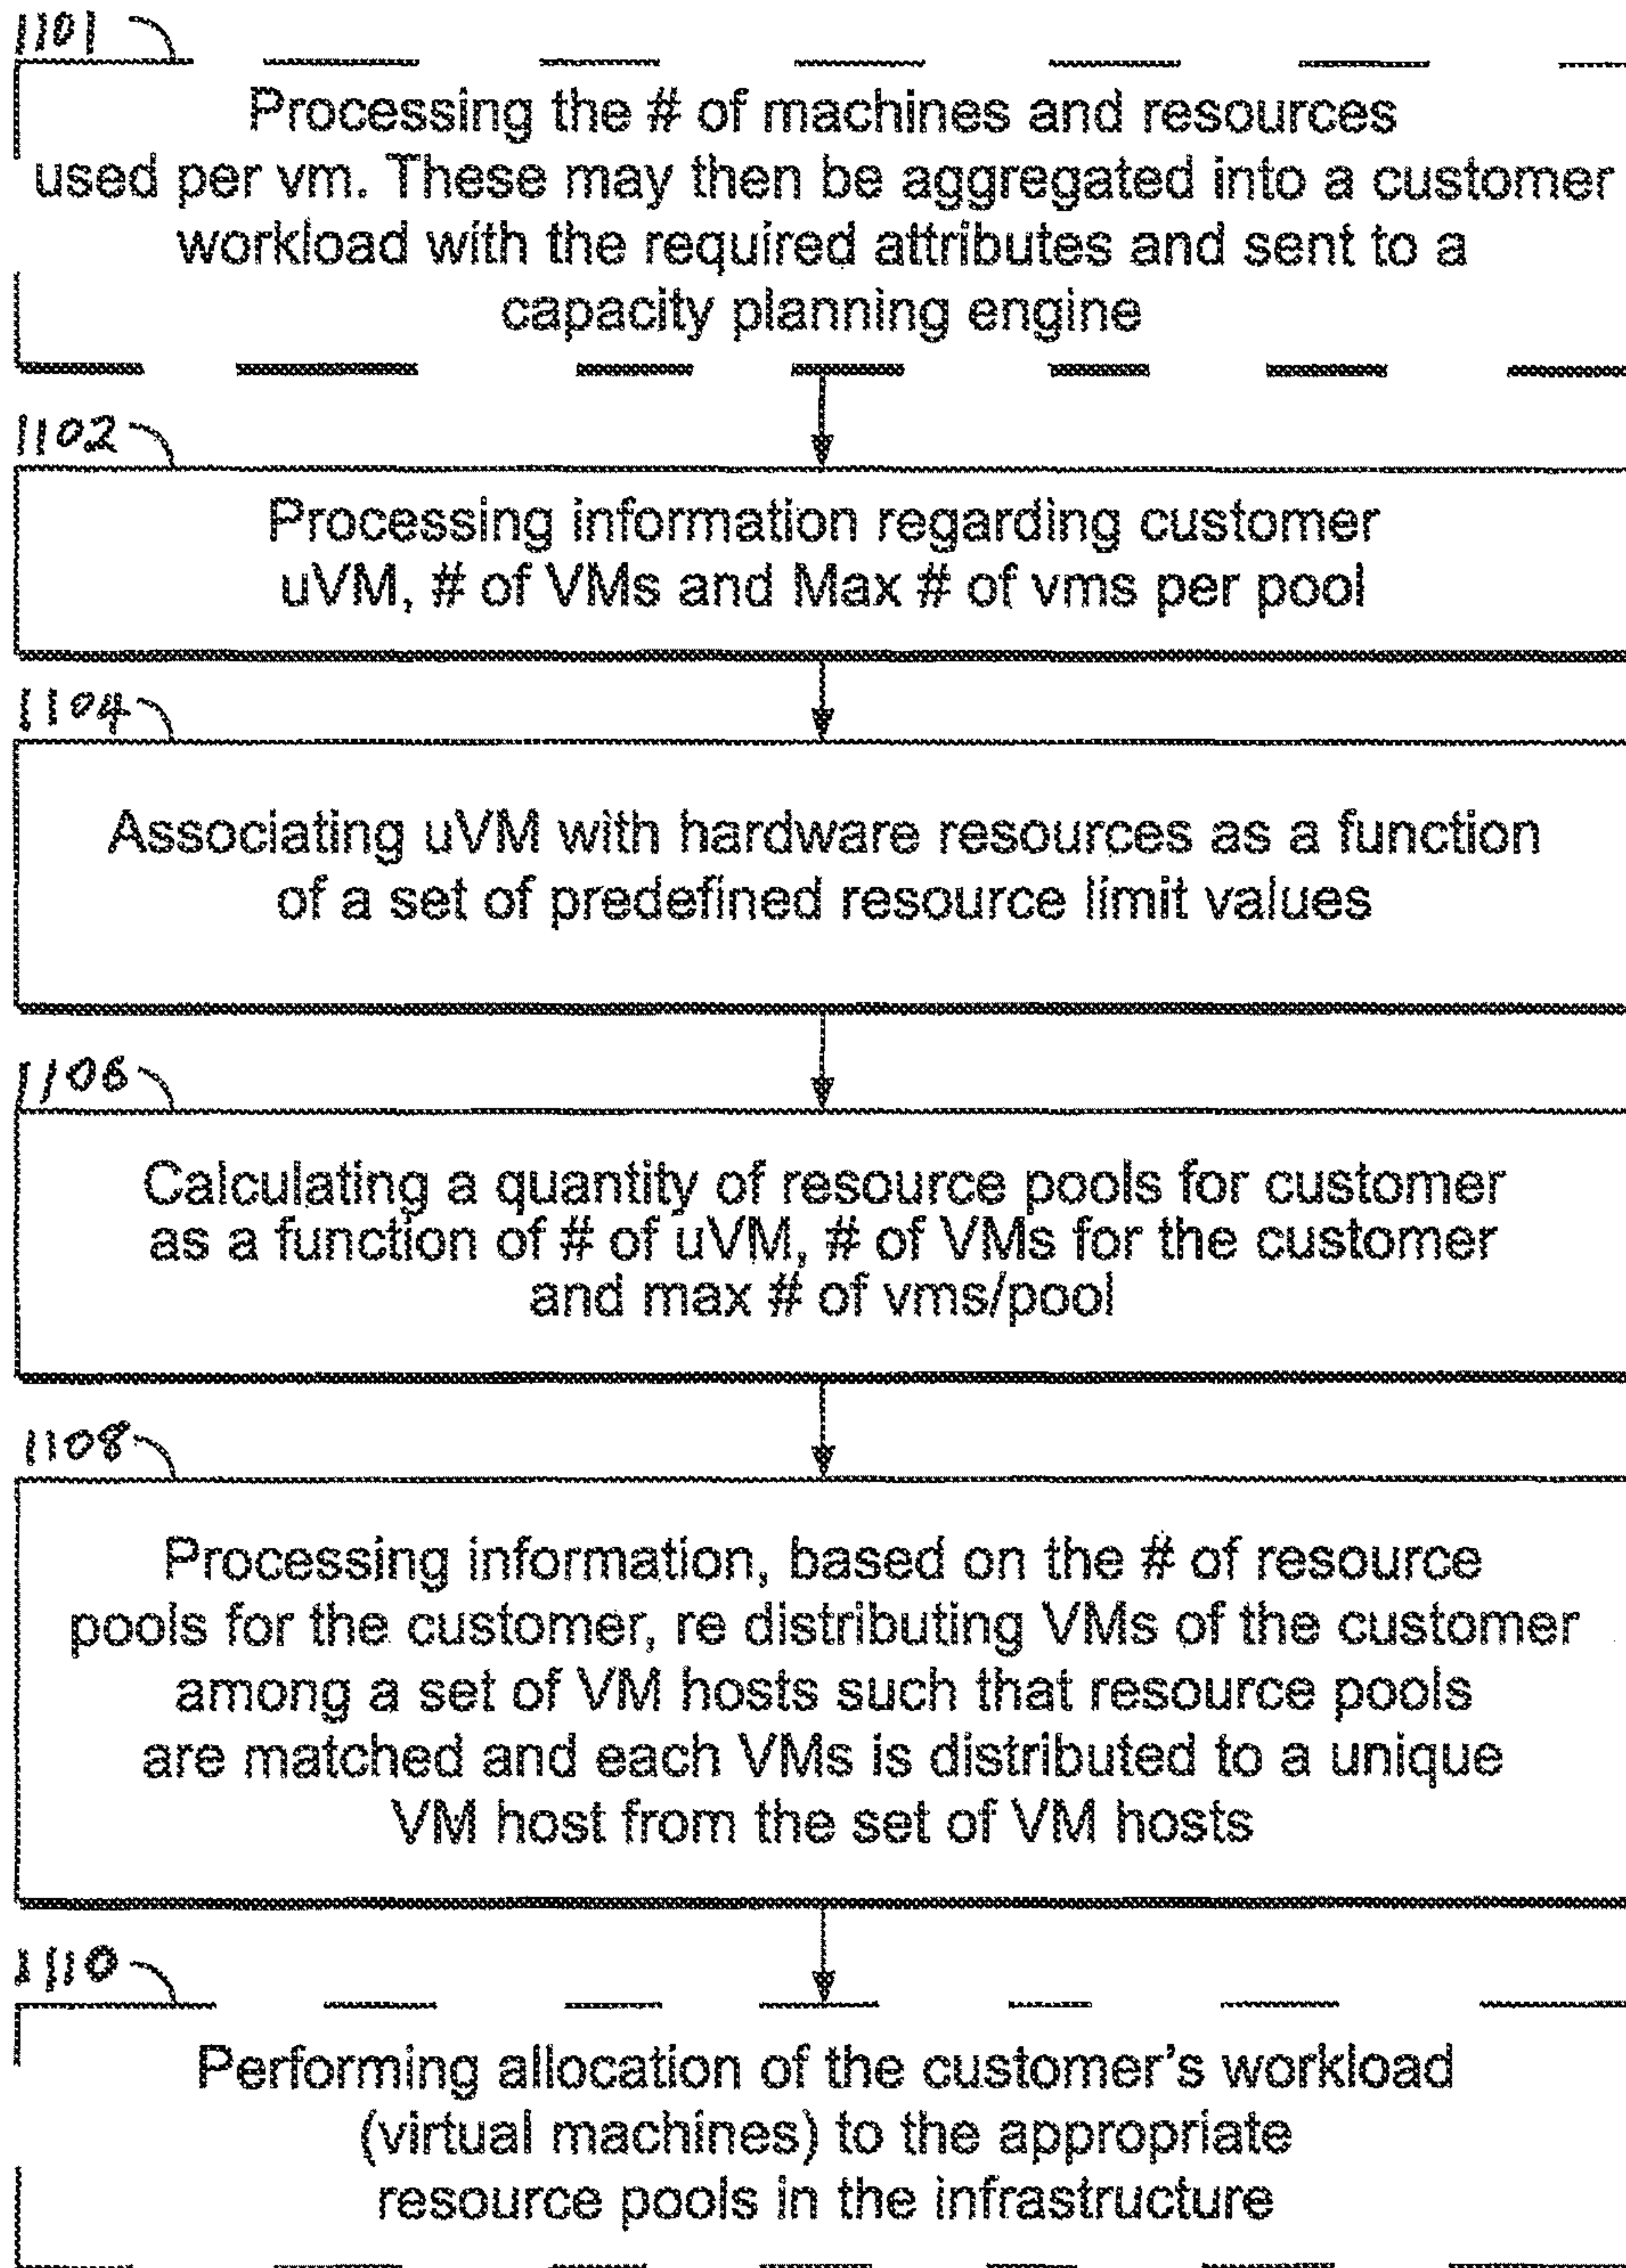 1101
Processing the # of machines and resources
used per vm. These may then be aggregated into a customer
workload with the required attributes and sent to a
capacity planning engine
1102
Processing information regarding customer
uVM, # of VMs and Max # of vms per pool
1104
Associating uVM with hardware resources as a function
of a set of predefined resource limit values
1106
Calculating a quantity of resource pools for customer
as a function of # of uVM, # of VMs for the customer
and max # of vms/pool
1108
Processing information, based on the # of resource
pools for the customer, re distributing VMs of the customer
among a set of VM hosts such that resource pools
are matched and each VMs is distributed to a unique
VM host from the set of VM hosts
1110
Performing allocation of the customer's workload
(virtual machines) to the appropriate
resource pools in the infrastructure